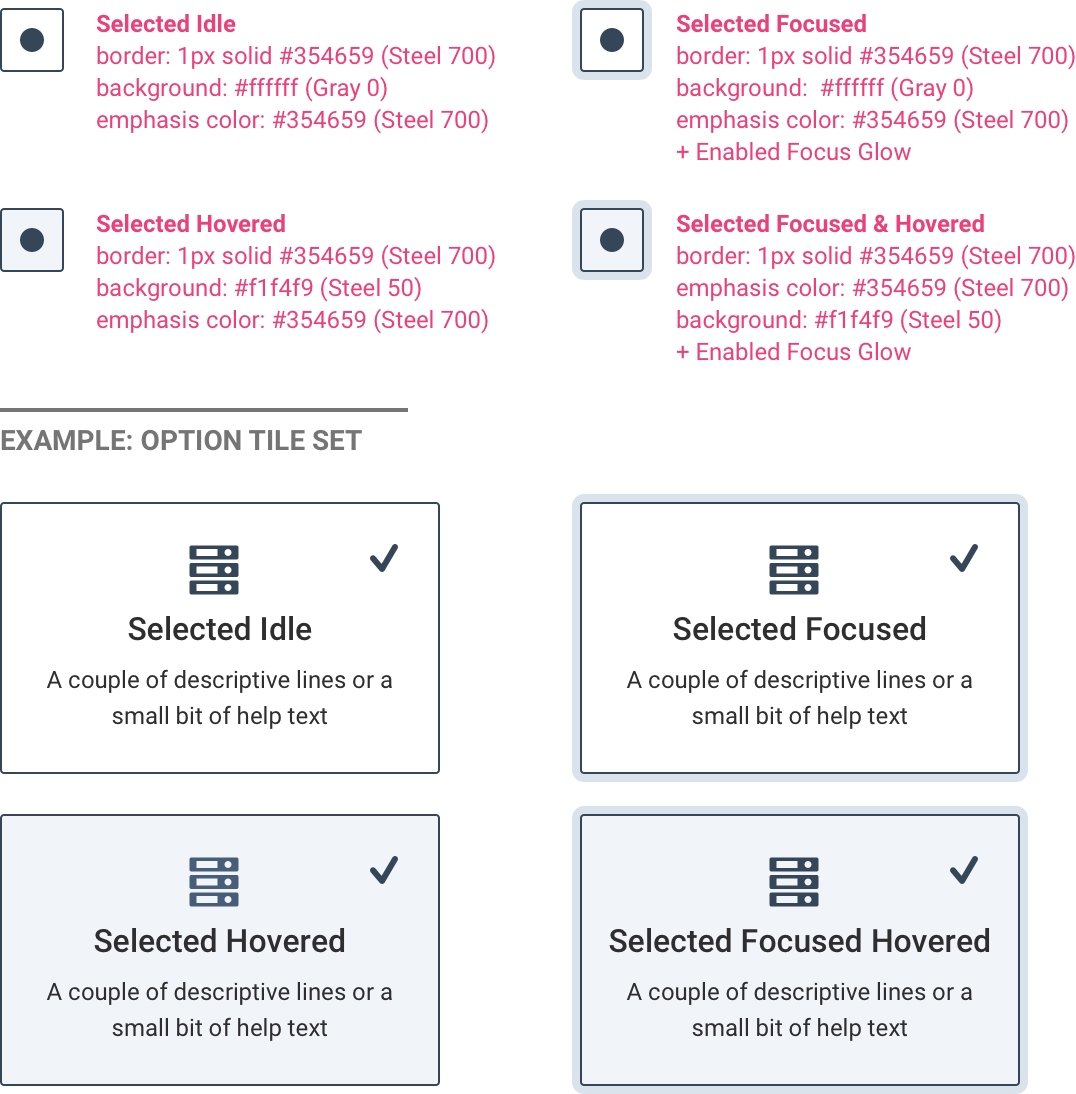 Selected Idle
border: 1px solid #354659 (Steel 700)
background: #ffffff (Gray 0)
emphasis color: #354659 (Steel 700)
Selected Focused
border: 1px solid #354659 (Steel 700)
background:  #ffffff (Gray 0)
emphasis color: #354659 (Steel 700)
+ Enabled Focus Glow
Selected Hovered
border: 1px solid #354659 (Steel 700)
background: #f1f4f9 (Steel 50)
emphasis color: #354659 (Steel 700)
Selected Focused & Hovered
border: 1px solid #354659 (Steel 700)
emphasis color: #354659 (Steel 700)
background: #f1f4f9 (Steel 50)
+ Enabled Focus Glow
EXAMPLE: OPTION TILE SET
Selected Idle
A couple of descriptive lines or a
small bit of help text
Selected Focused
A couple of descriptive lines or a
small bit of help text
Selected Hovered
A couple of descriptive lines or a
small bit of help text
Selected Focused Hovered
A couple of descriptive lines or a
small bit of help text